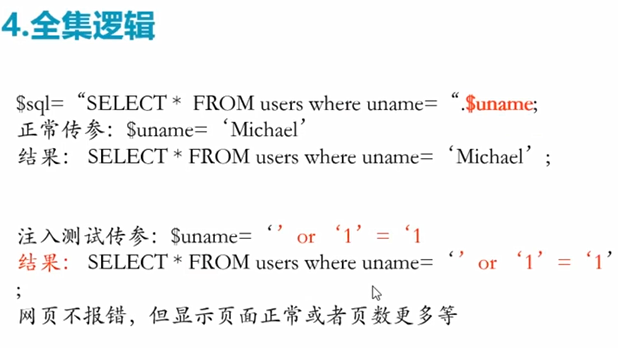 4.全集逻辑
$sql=“SELECT * FROM users where uname=“.$uname;
正常传参：$uname=‘Michael’
结果： SELECT * FROM users where uname=‘Michael’;
注入测试传参：$uname=‘’ or ‘1’=‘1
结果： SELECT * FROM users where uname=‘’ or ‘1’=‘1’
;
网页不报错，但显示页面正常或者页数更多等